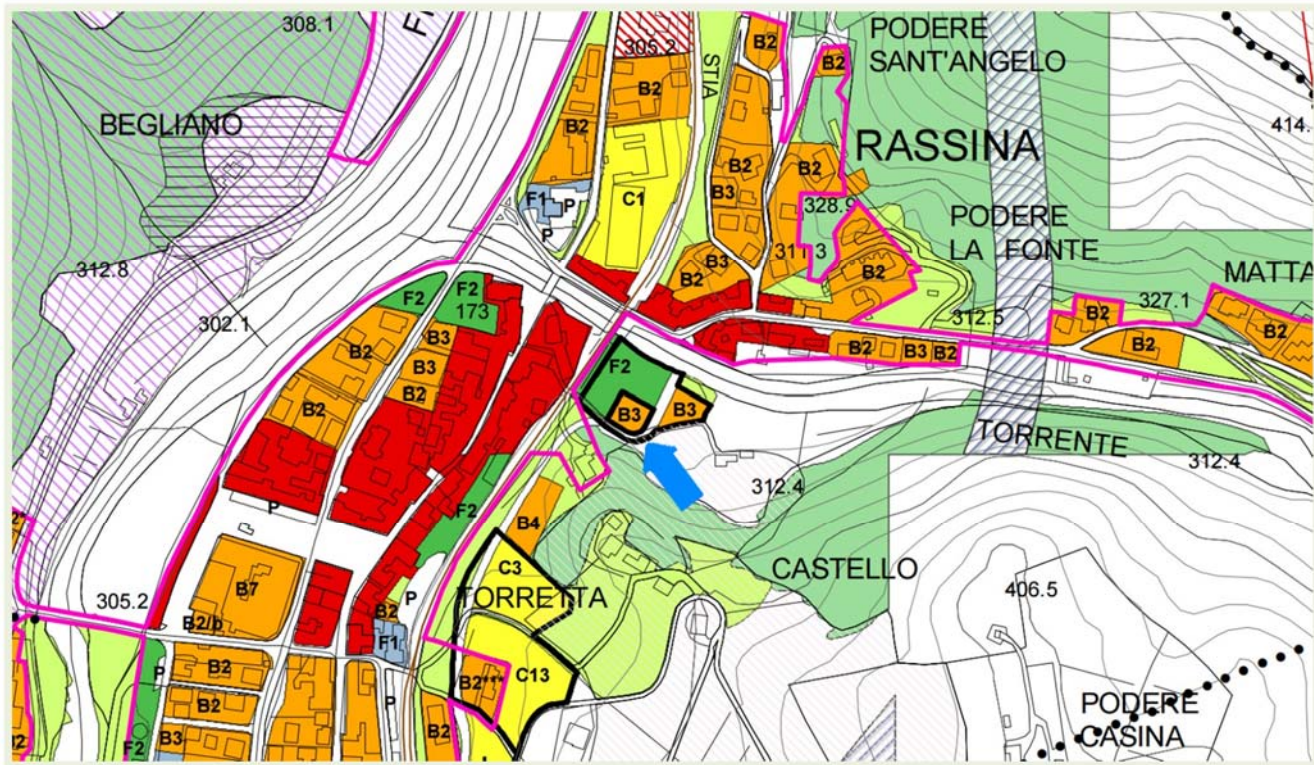 308.1
305.2
PODERE
SANT'ANGELO
B2
B2
B2
B2
STIA
BEGLIANO
414.
RASSINA
B2
B2
B3
F1
P
C1
P
328.9
PODERE
LA FONTE
311.3
312.8
B3
B2
B2
MATTA
F2
F2
173
327.1
302.1
312.5
B2
B2
B2
B3
B2
B3
B2
B3
B2
F2
B2
B2
B3
B3
TORRENTE
312.4
312.4
P
F2
B4
C3
CASTELLO
TORRETTA
406.5
B7
305.2
P
B2
B2/b
F1
B2
P
C13
B2***
P
B2
PODERE
CASINA
B3
F2
B2